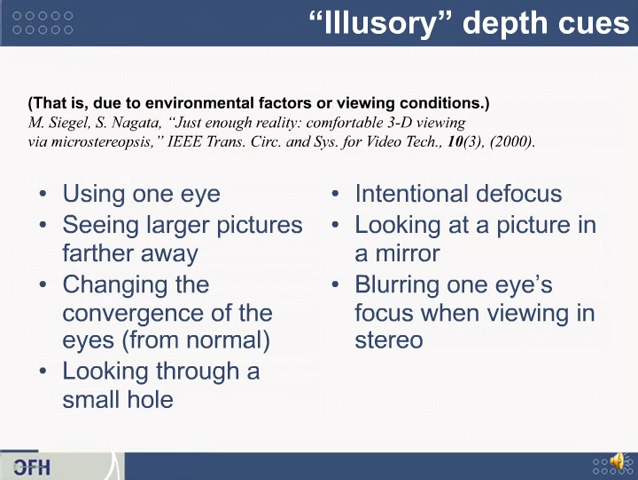 “Illusory” depth cues
(That is, due to environmental factors or viewing conditions.)
M. Siegel, S. Nagata, “Just enough reality: comfortable 3-D viewing
via microstereopsis,” IEEE Trans. Circ. and Sys. for Video Tech., 10(3), (2000).
• Using one eye
• Seeing larger pictures
farther away
• Changing the
convergence of the
eyes (from normal)
• Looking through a
small hole
• Intentional defocus
• Looking at a picture in
a mirror
• Blurring one eye’s
focus when viewing in
stereo
OFH